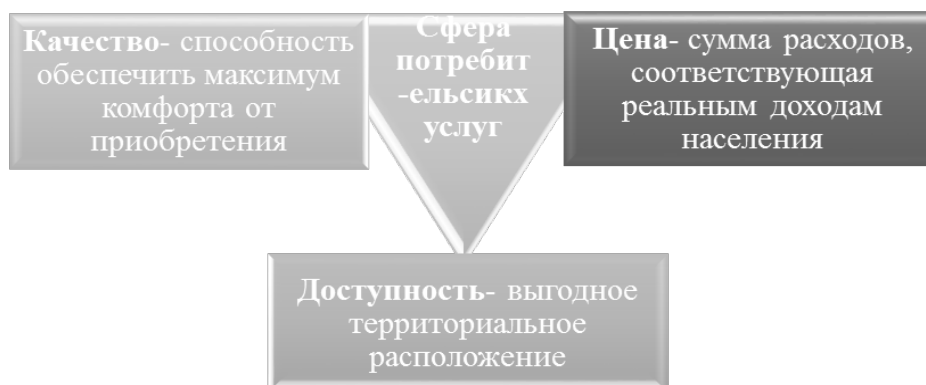 Качество- способность
обеспечить максимум
комфорта от
приобретения
Сфера
потребит
-ельсикх
услуг
Цена- сумма расходов,
соответствующая
реальным доходам
населения
Доступность- выгодное
территориальное
расположение